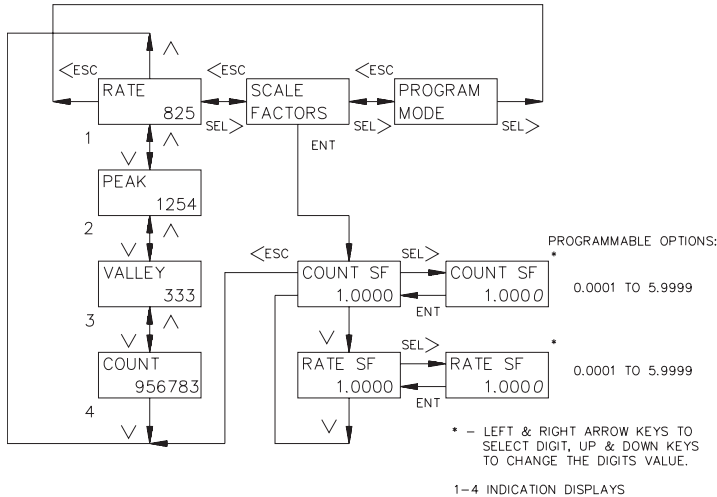 <ESC
RATE
825
1
<ESC
SEL>
SCALE
FACTORS
ENT
<ESC
SEL>
PROGRAM
MODE
SEL>
PEAK
1254
2
VALLEY
333
3
COUNT
956783
4
<ESC
COUNT SF
1.0000
SEL>
ENT
COUNT SF
1.0000
PROGRAMMABLE OPTIONS:
*
0.0001 TO 5.9999
RATE SF
1.0000
SEL>
ENT
RATE SF
1.0000
*
0.0001 TO 5.9999
* – LEFT & RIGHT ARROW KEYS TO
SELECT DIGIT, UP & DOWN KEYS
TO CHANGE THE DIGITS VALUE.
1–4 INDICATION DISPLAYS